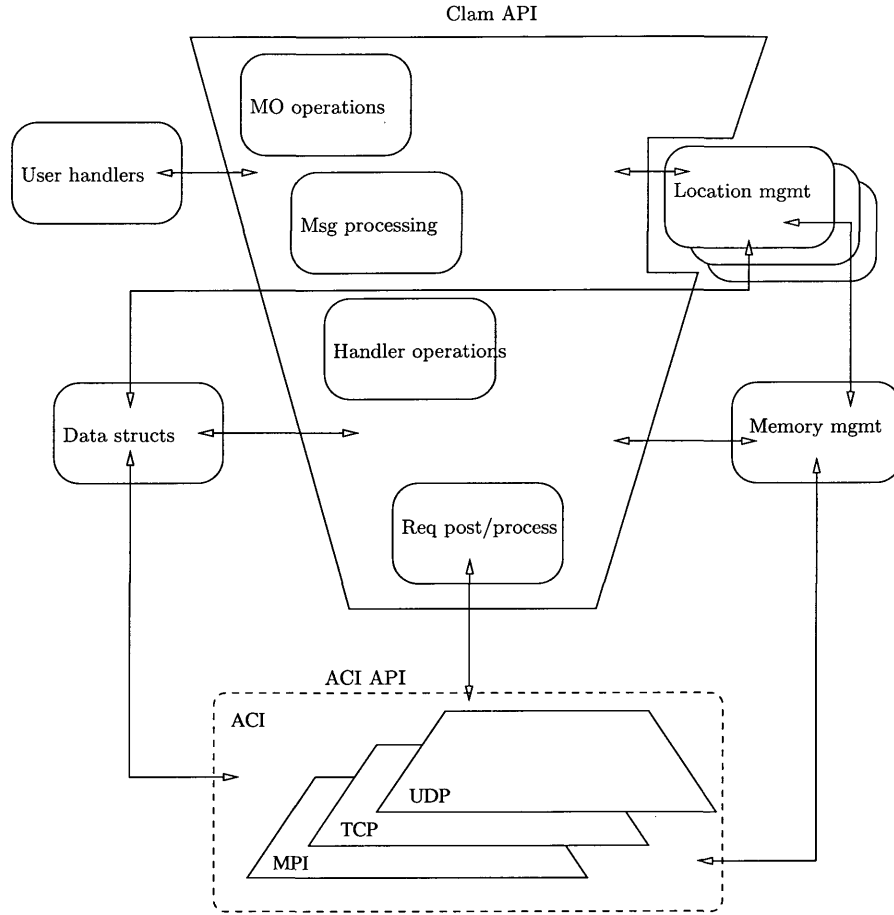 Clam API
MO operations
User handlers
Location mgmt
Msg processing
Handler operations
Data structs
Memory mgmt
Req post/process
ACI API
ACI
UDP
TCP
MPI